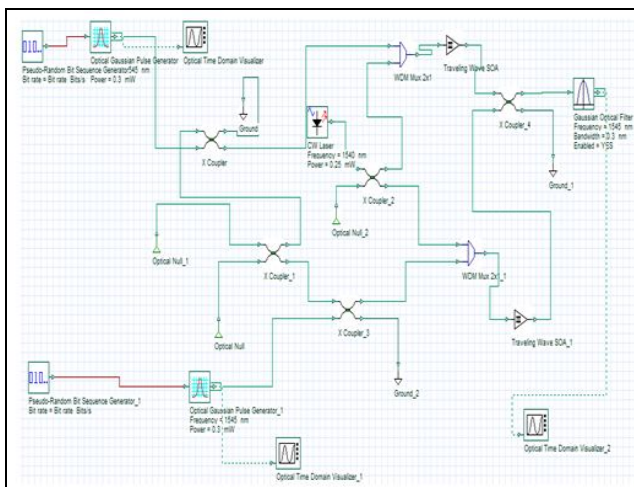 010...
Pseudo-Random Bit Sequence Generator
Bit rate = Bit rate Bits/s
Optical Gaussian Pulse Generator
1545 nm
Power = 0.3 mW
Optical Time Domain Visualizer
Ground
X Coupler
CW Laser
Frequency = 1540 nm
Power = 0.25 mW
WDM Mux 2x1
Traveling Wave SOA
X Coupler_4
Gaussian Optical Filter
Frequency = 1545 nm
Bandwidth = 0.3 nm
Enabled = YES
Ground_1
X Coupler_2
Optical Null_2
Optical Null_1
X Coupler_1
Optical Null
X Coupler_3
WDM Mux 2x1_1
Traveling Wave SOA_1
Ground_2
010...
Pseudo-Random Bit Sequence Generator_1
Bit rate = Bit rate Bits/s
Optical Gaussian Pulse Generator_1
Frequency = 1545 nm
Power = 0.3 mW
Optical Time Domain Visualizer_1
Optical Time Domain Visualizer_2